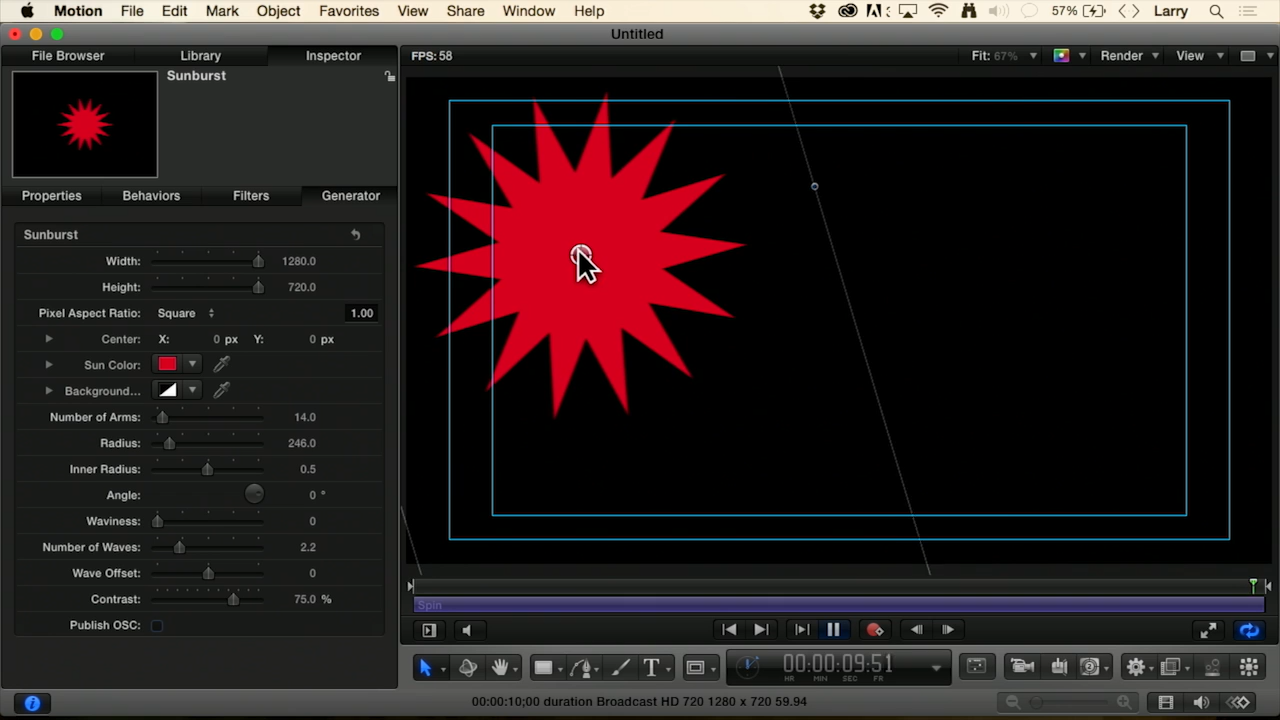 Motion File Edit Mark Object Favorites View Share Window Help 57% Larry
Untitled
File Browser Library Inspector FPS: 58 Fit: 67% Render View
Sunburst
Properties Behaviors Filters Generator
Sunburst
Width: 1280.0
Height: 720.0
Pixel Aspect Ratio: Square 1.00
Center: X: 0 px Y: 0 px
Sun Color:
Background...
Number of Arms: 14.0
Radius: 246.0
Inner Radius: 0.5
Angle: 0 °
Waviness: 0
Number of Waves: 2.2
Wave Offset: 0
Contrast: 75.0 %
Publish OSC:
Spin
T 00:00:09:51
HR MIN SEC FR
00:00:10;00 duration Broadcast HD 720 1280 x 720 59.94